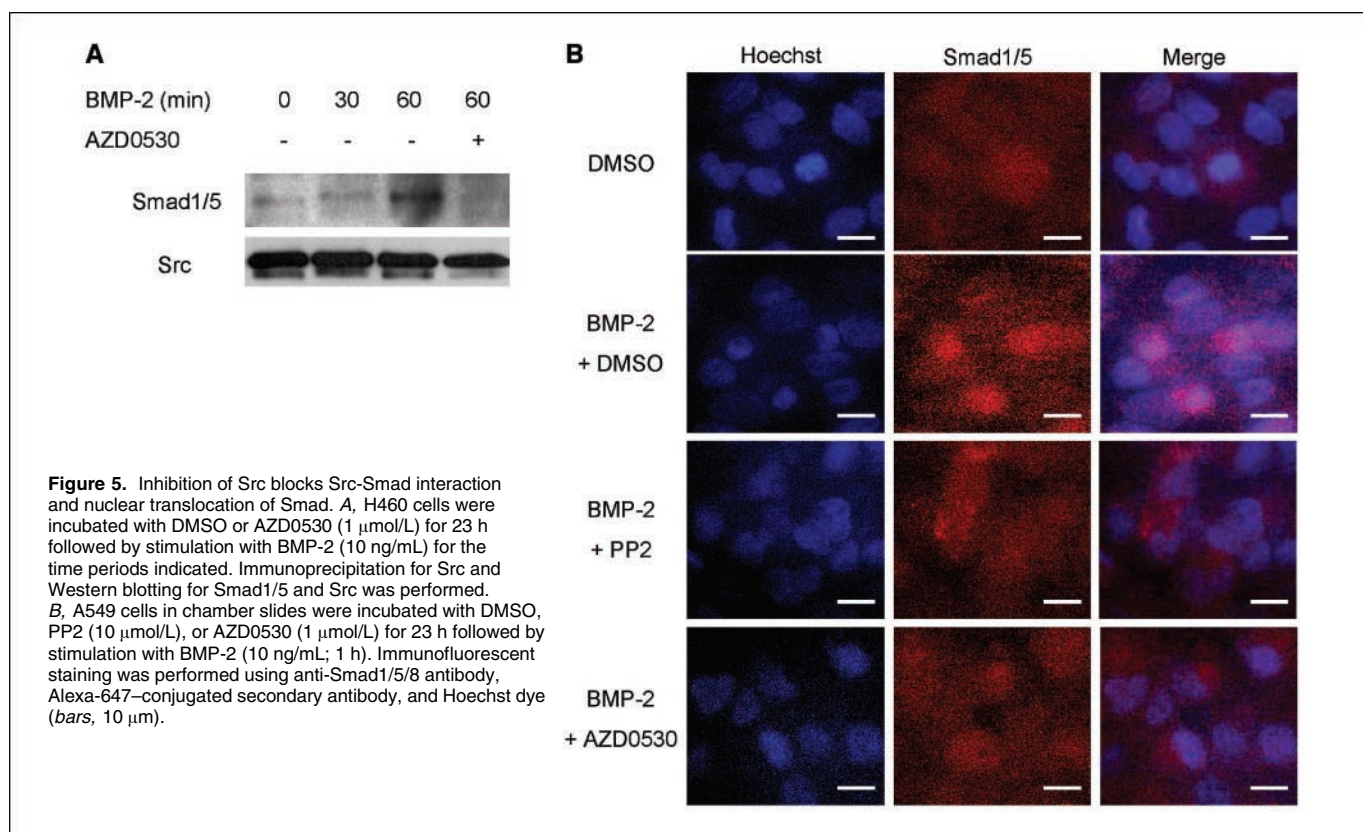 A
BMP-2 (min) 0 30 60 60
AZD0530 - - - +
Smad1/5
Src
B
Hoechst Smad1/5 Merge
DMSO
BMP-2
+ DMSO
BMP-2
+ PP2
BMP-2
+ AZD0530
Figure 5. Inhibition of Src blocks Src-Smad interaction
and nuclear translocation of Smad. A, H460 cells were
incubated with DMSO or AZD0530 (1 μmol/L) for 23 h
followed by stimulation with BMP-2 (10 ng/mL) for the
time periods indicated. Immunoprecipitation for Src and
Western blotting for Smad1/5 and Src was performed.
B, A549 cells in chamber slides were incubated with DMSO,
PP2 (10 μmol/L), or AZD0530 (1 μmol/L) for 23 h followed by
stimulation with BMP-2 (10 ng/mL; 1 h). Immunofluorescent
staining was performed using anti-Smad1/5/8 antibody,
Alexa-647–conjugated secondary antibody, and Hoechst dye
(bars, 10 μm).